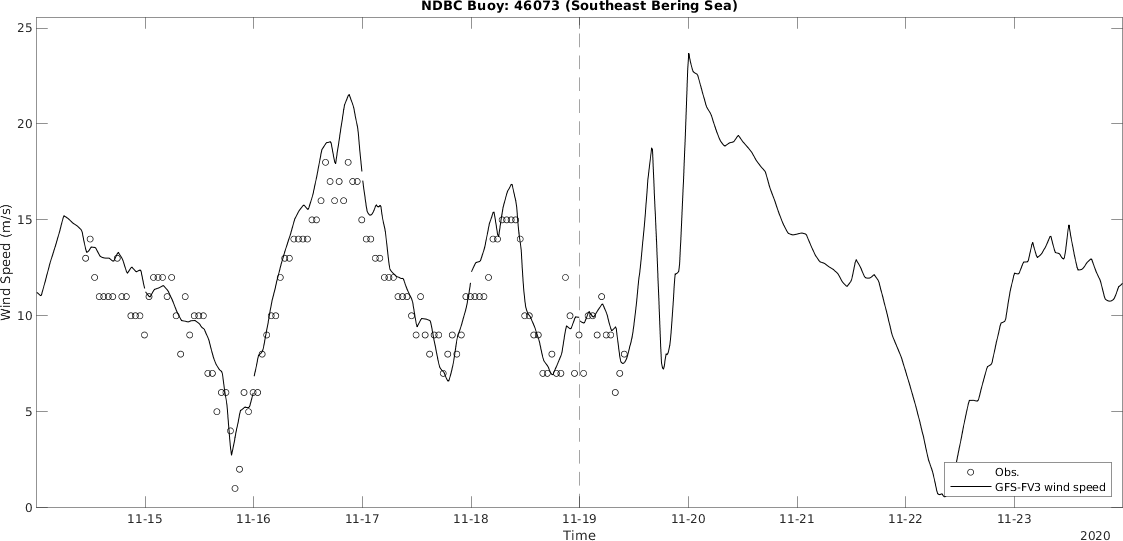 NDBC Buoy: 46073 (Southeast Bering Sea)
25
20
15
10
5
0
Wind Speed (m/s)
11-15 11-16 11-17 11-18 11-19 11-20 11-21 11-22 11-23
Time
2020
Obs.
GFS-FV3 wind speed